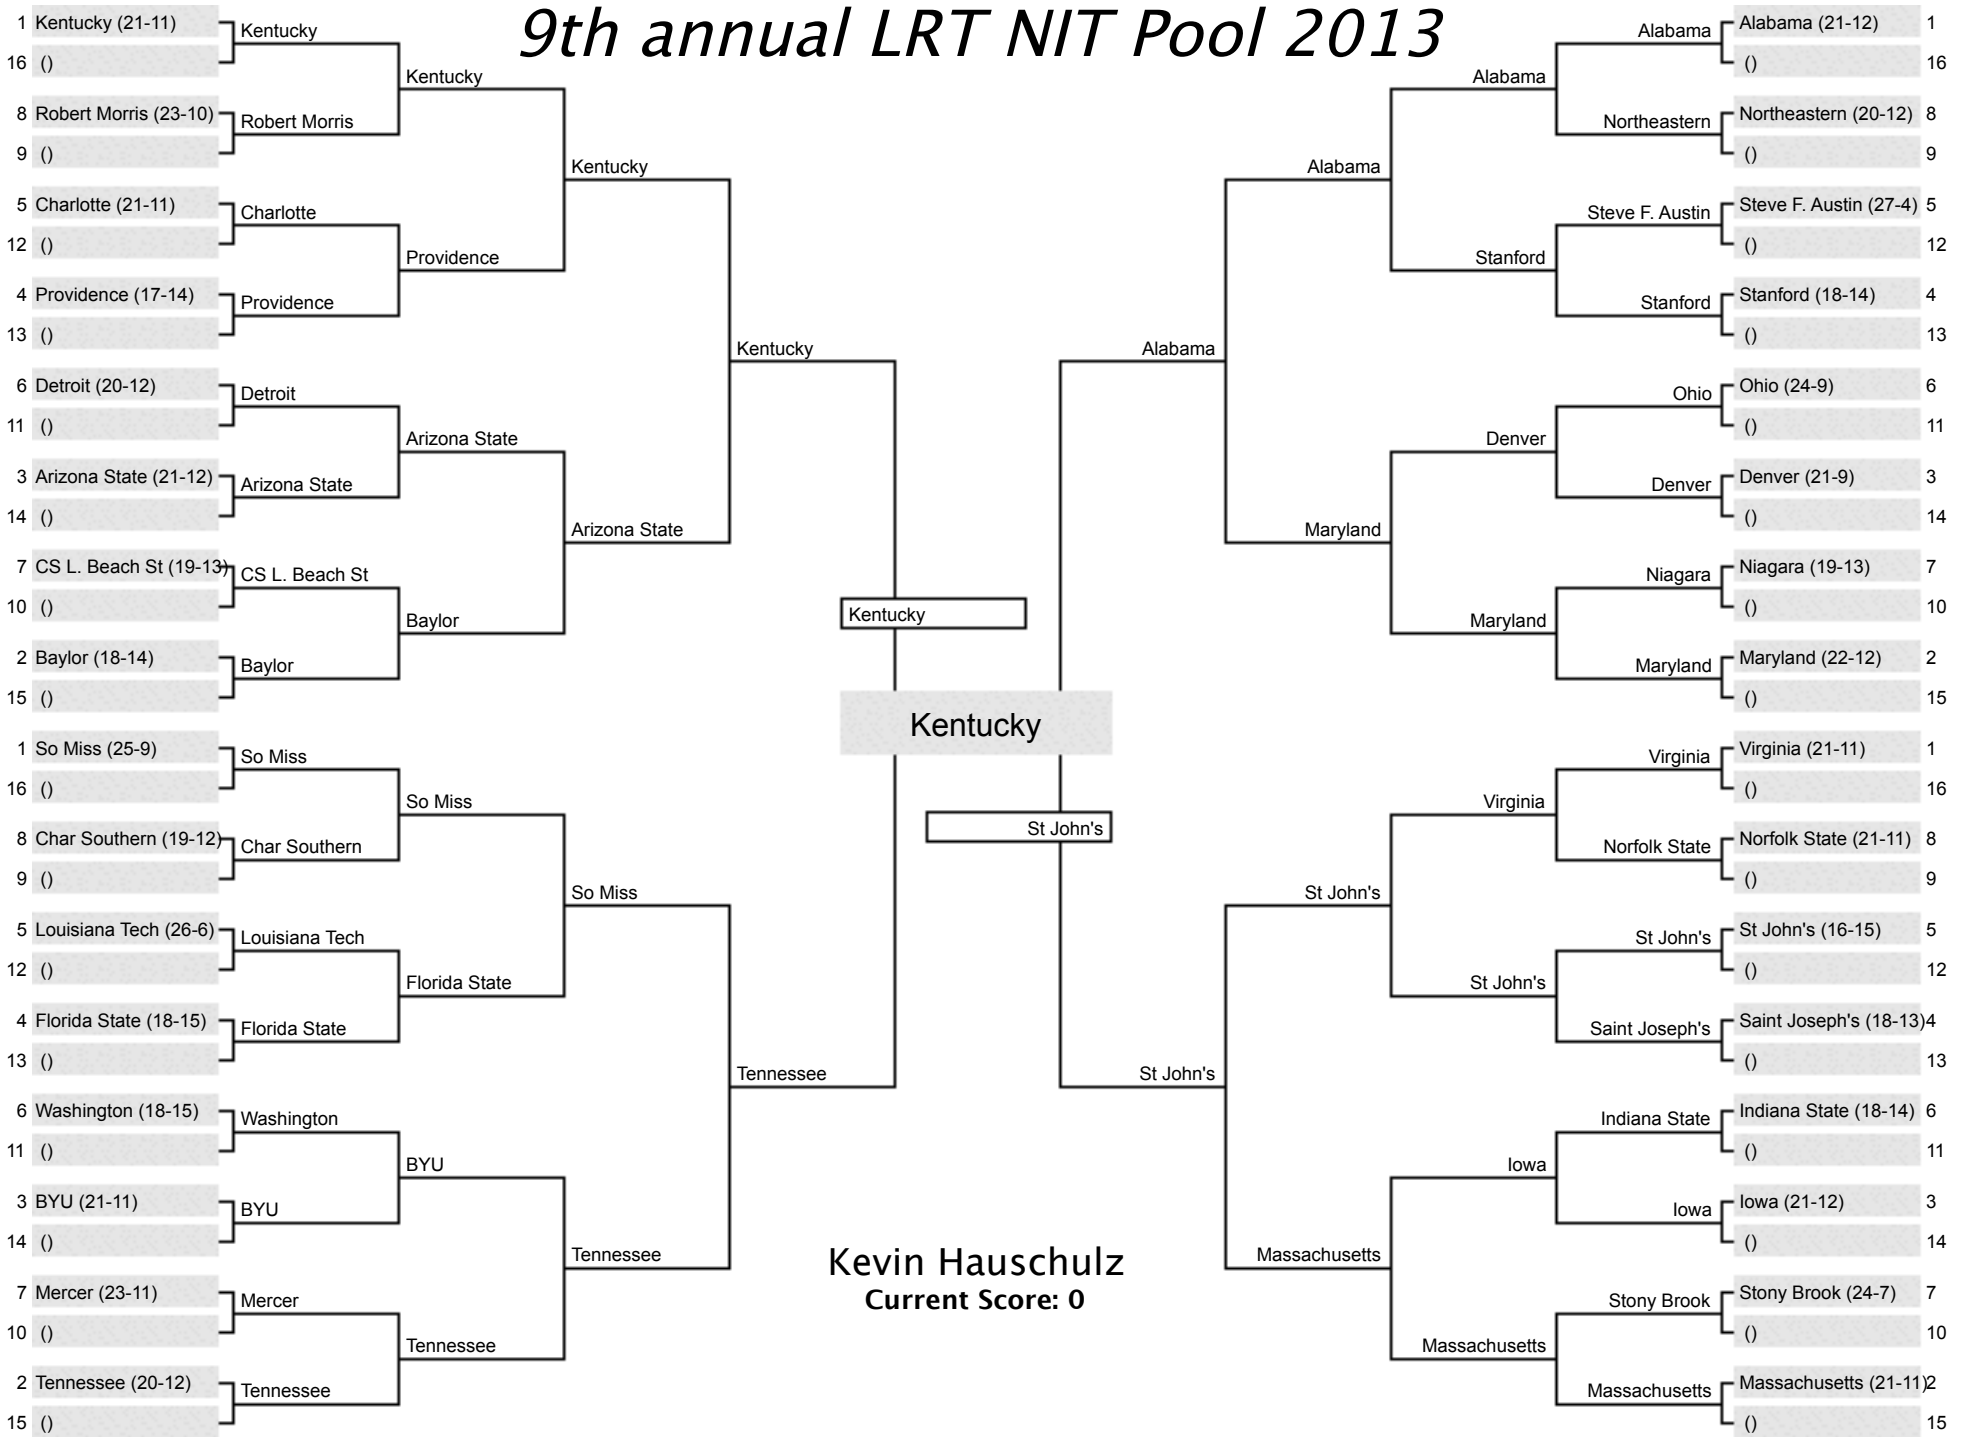 9th annual LRT NIT Pool 2013
1 Kentucky (21-11)
16 ()
8 Robert Morris (23-10)
9 ()
5 Charlotte (21-11)
12 ()
4 Providence (17-14)
13 ()
6 Detroit (20-12)
11 ()
3 Arizona State (21-12)
14 ()
7 CS L. Beach St (19-13)
10 ()
2 Baylor (18-14)
15 ()
1 So Miss (25-9)
16 ()
8 Char Southern (19-12)
9 ()
5 Louisiana Tech (26-6)
12 ()
4 Florida State (18-15)
13 ()
6 Washington (18-15)
11 ()
3 BYU (21-11)
14 ()
7 Mercer (23-11)
10 ()
2 Tennessee (20-12)
15 ()
Kentucky
Robert Morris
Charlotte
Providence
Detroit
Arizona State
CS L. Beach St
Baylor
So Miss
Char Southern
Louisiana Tech
Florida State
Washington
BYU
Mercer
Tennessee
Kentucky
Providence
Arizona State
Baylor
So Miss
Florida State
BYU
Tennessee
Kentucky
Arizona State
So Miss
Tennessee
Kentucky
Tennessee
Kentucky
Kentucky
St John's
Kevin Hauschulz
Current Score: 0
Alabama
St John's
Alabama
Maryland
St John's
Massachusetts
Alabama
Stanford
Denver
Maryland
Virginia
St John's
Iowa
Massachusetts
Alabama
Northeastern
Steve F. Austin
Stanford
Ohio
Denver
Niagara
Maryland
Virginia
Norfolk State
St John's
Saint Joseph's
Indiana State
Iowa
Stony Brook
Massachusetts
Alabama (21-12) 1
() 16
Northeastern (20-12) 8
() 9
Steve F. Austin (27-4) 5
() 12
Stanford (18-14) 4
() 13
Ohio (24-9) 6
() 11
Denver (21-9) 3
() 14
Niagara (19-13) 7
() 10
Maryland (22-12) 2
() 15
Virginia (21-11) 1
() 16
Norfolk State (21-11) 8
() 9
St John's (16-15) 5
() 12
Saint Joseph's (18-13) 4
() 13
Indiana State (18-14) 6
() 11
Iowa (21-12) 3
() 14
Stony Brook (24-7) 7
() 10
Massachusetts (21-11) 2
() 15